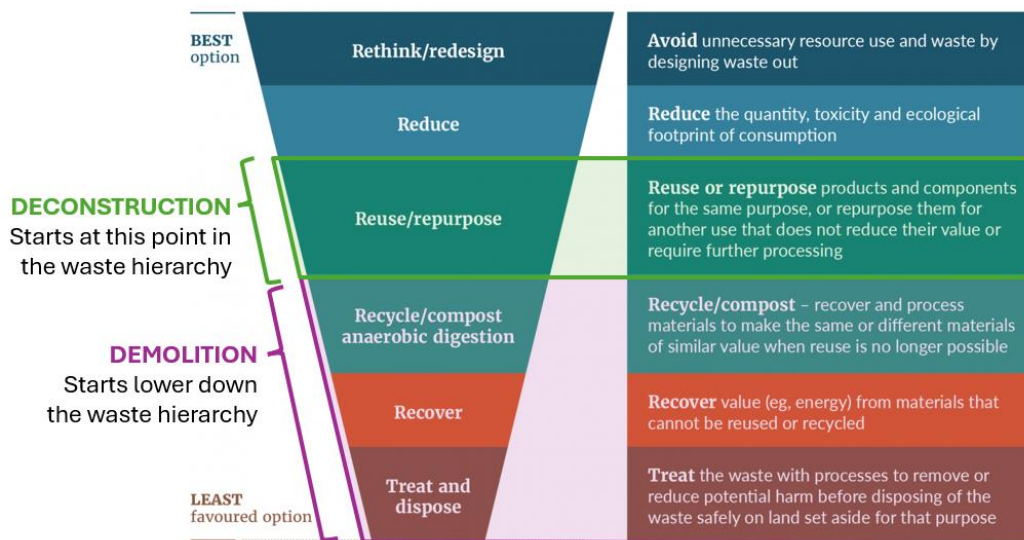 BEST
option
Rethink/redesign
Avoid unnecessary resource use and waste by
designing waste out
Reduce
Reduce the quantity, toxicity and ecological
footprint of consumption
DECONSTRUCTION
Starts at this point in
the waste hierarchy
Reuse/repurpose
Reuse or repurpose products and components
for the same purpose, or repurpose them for
another use that does not reduce their value or
require further processing
DEMOLITION
Starts lower down
the waste hierarchy
Recycle/compost
anaerobic digestion
Recycle/compost – recover and process
materials to make the same or different materials
of similar value when reuse is no longer possible
Recover
Recover value (eg, energy) from materials that
cannot be reused or recycled
LEAST
favoured option
Treat and
dispose
Treat the waste with processes to remove or
reduce potential harm before disposing of the
waste safely on land set aside for that purpose